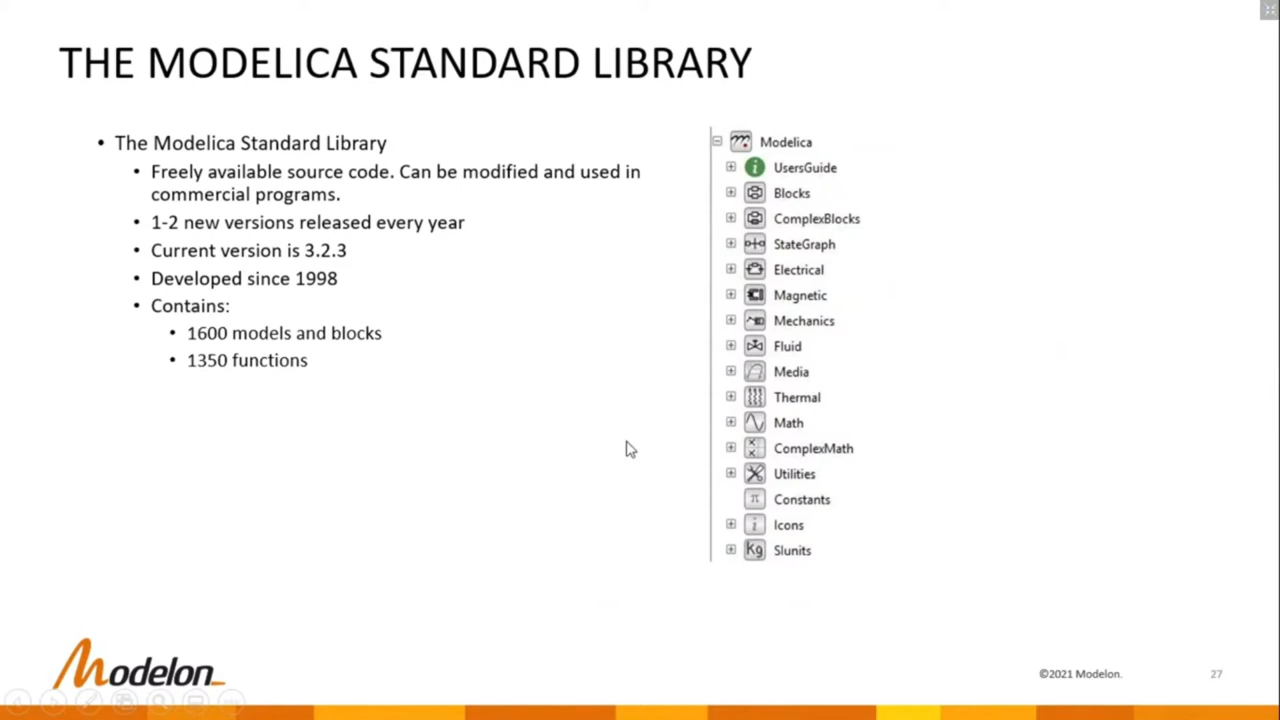 THE MODELICA STANDARD LIBRARY
• The Modelica Standard Library
• Freely available source code. Can be modified and used in
commercial programs.
• 1-2 new versions released every year
• Current version is 3.2.3
• Developed since 1998
• Contains:
• 1600 models and blocks
• 1350 functions
Modelica
UsersGuide
Blocks
ComplexBlocks
StateGraph
Electrical
Magnetic
Mechanics
Fluid
Media
Thermal
Math
ComplexMath
Utilities
π Constants
Icons
Kg SIunits
Modelon
©2021 Modelon.
27